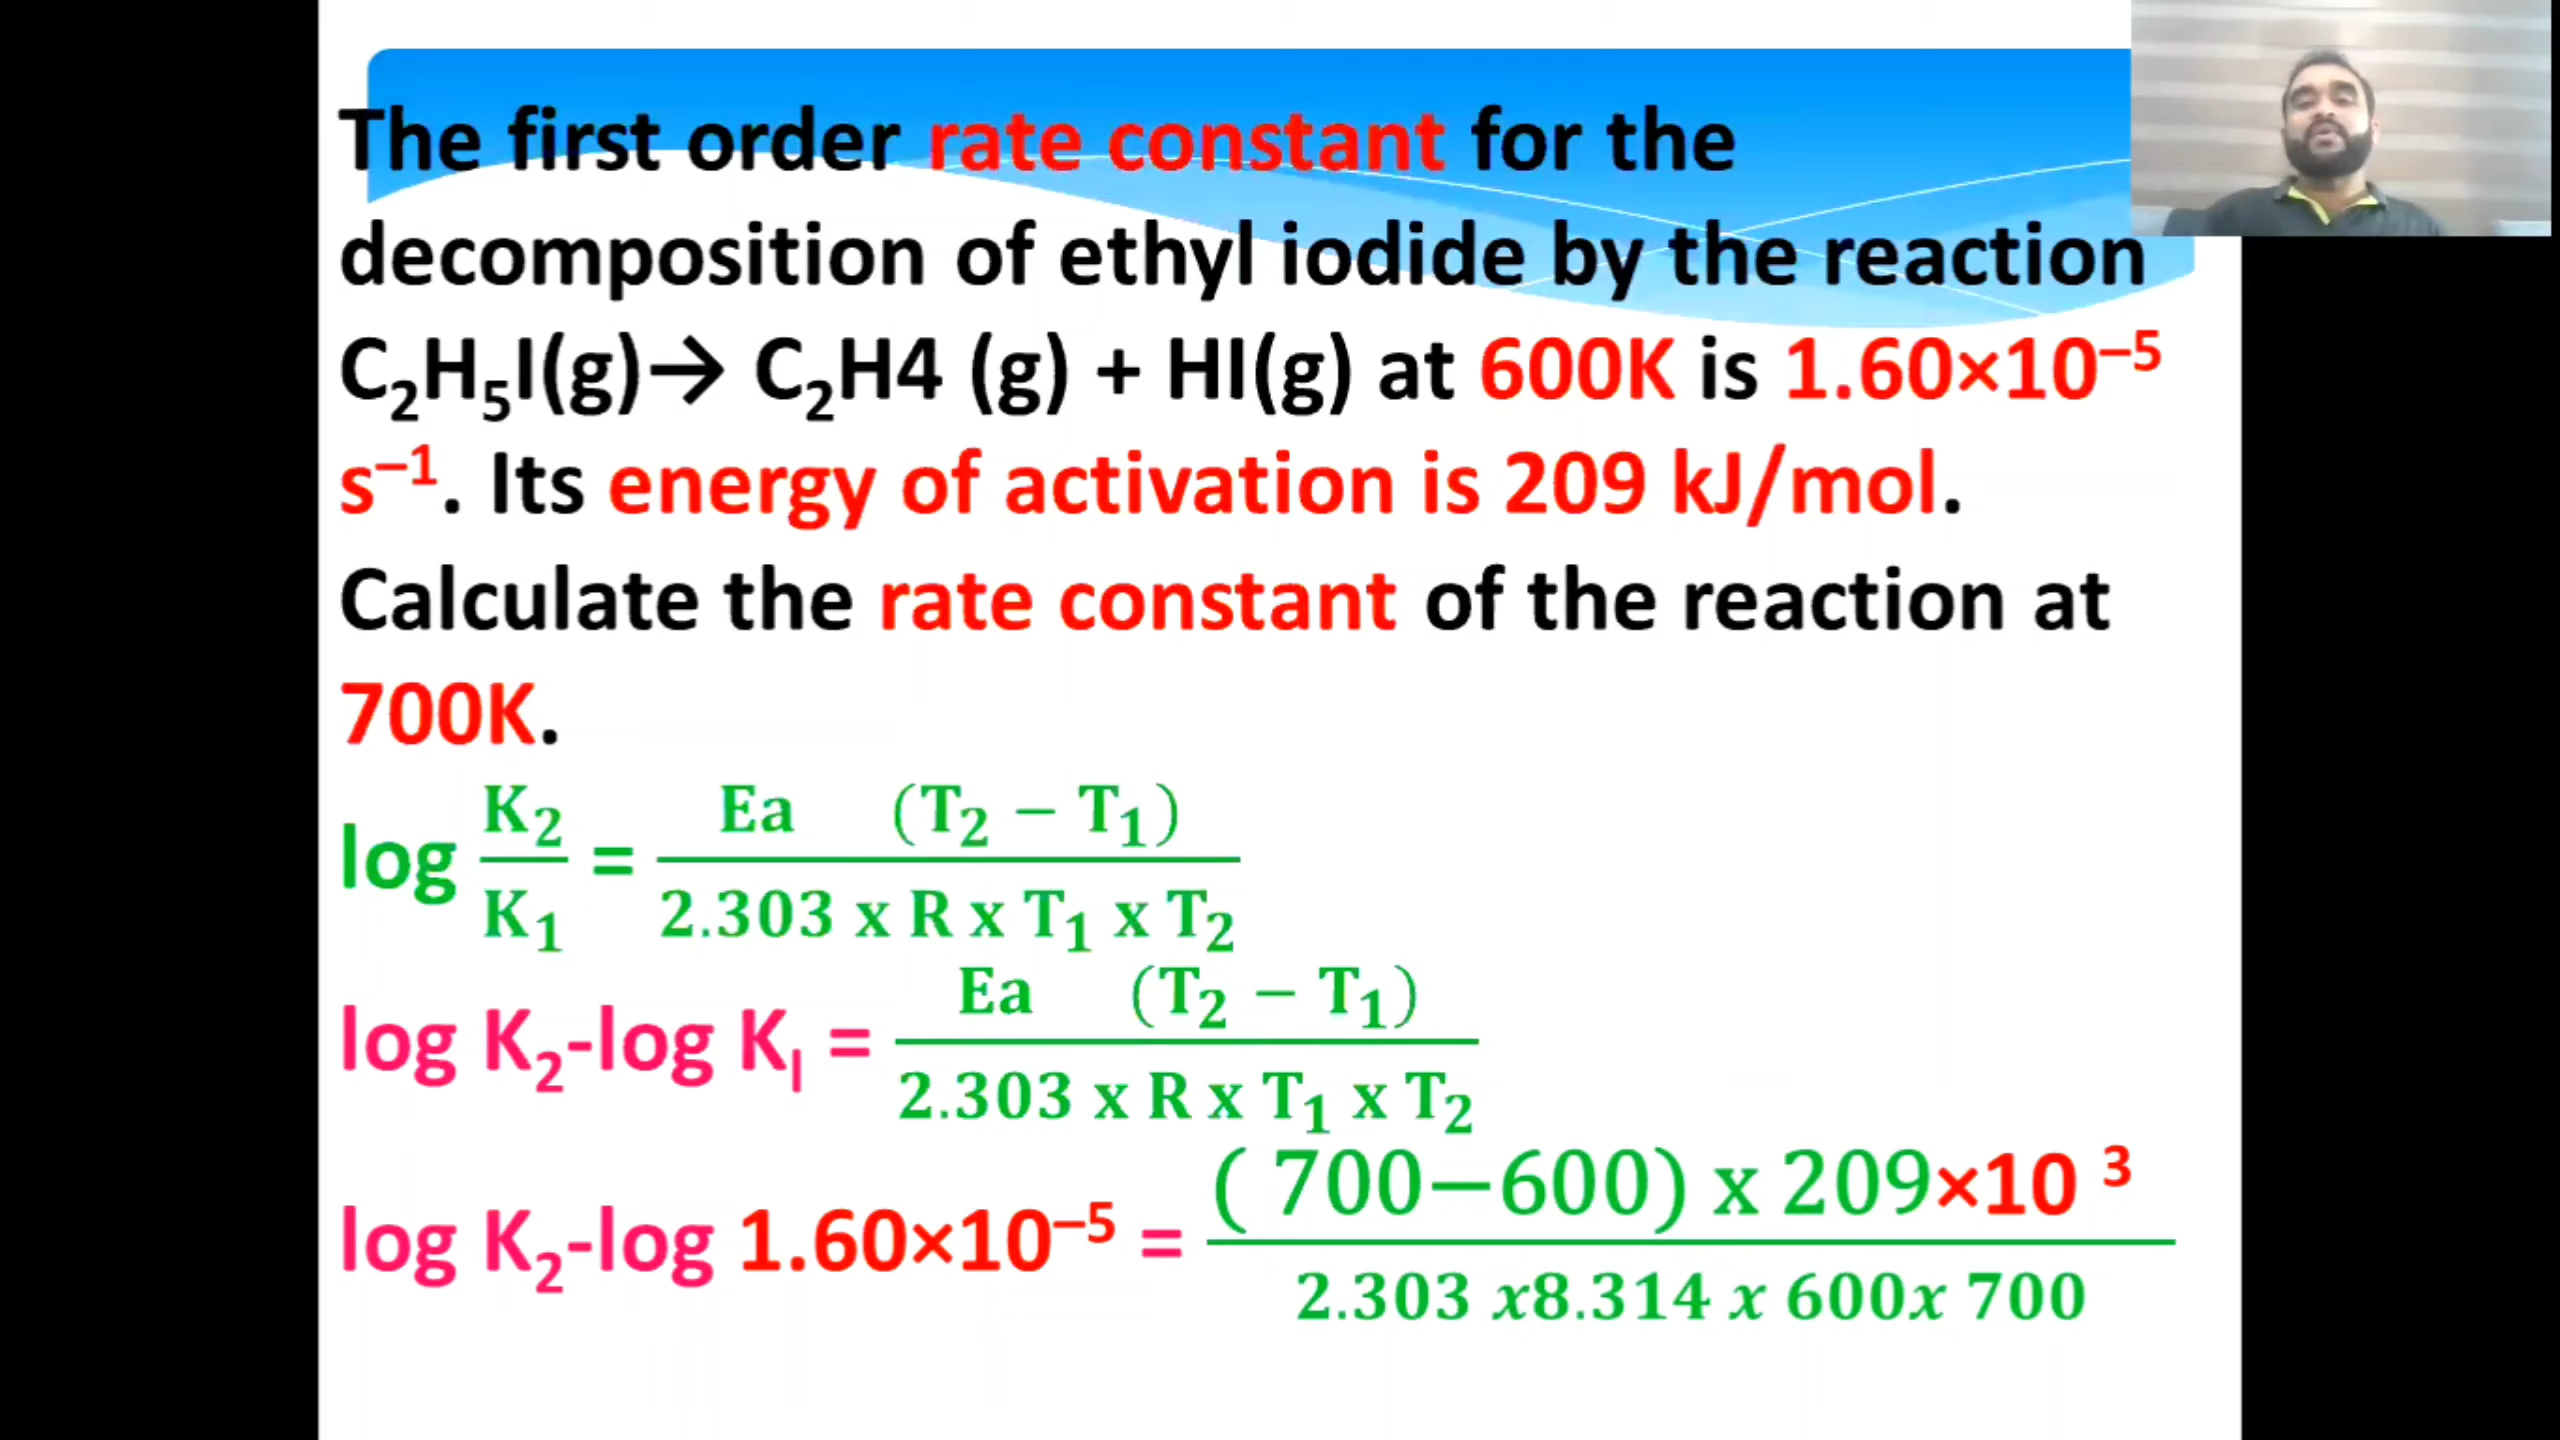 The first order rate constant for the
decomposition of ethyl iodide by the reaction
C₂H₅I(g)→ C₂H4 (g) + HI(g) at 600K is 1.60×10⁻⁵
s⁻¹. Its energy of activation is 209 kJ/mol.
Calculate the rate constant of the reaction at
700K.
log K₂/K₁ = Ea (T₂ − T₁) / 2.303 x R x T₁ x T₂
log K₂-log K_I = Ea (T₂ − T₁) / 2.303 x R x T₁ x T₂
log K₂-log 1.60×10⁻⁵ = ( 700−600) x 209×10 ³ / 2.303 x8.314 x 600x 700